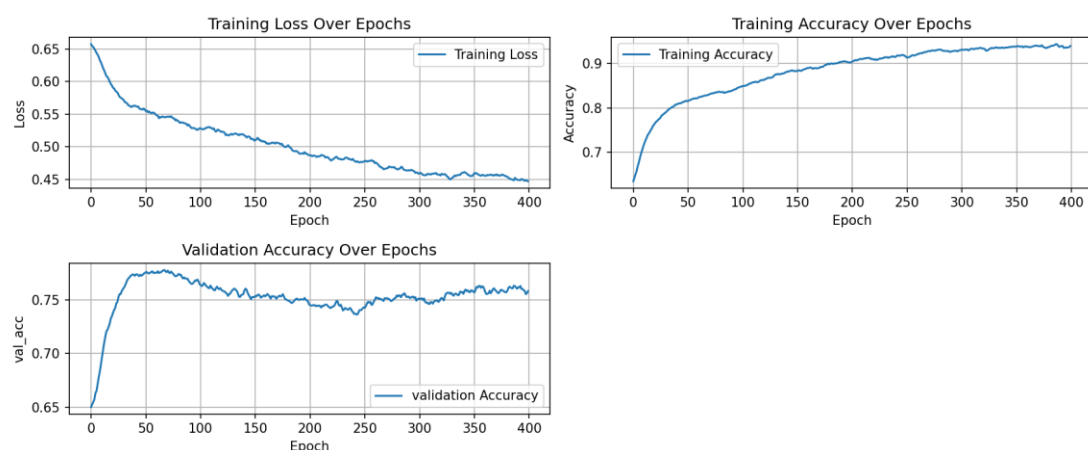 Training Loss Over Epochs
Training Loss
Loss
0.65
0.60
0.55
0.50
0.45
0 50 100 150 200 250 300 350 400
Epoch
Training Accuracy Over Epochs
Training Accuracy
Accuracy
0.9
0.8
0.7
0 50 100 150 200 250 300 350 400
Epoch
Validation Accuracy Over Epochs
val_acc
0.75
0.70
0.65
validation Accuracy
0 50 100 150 200 250 300 350 400
Epoch